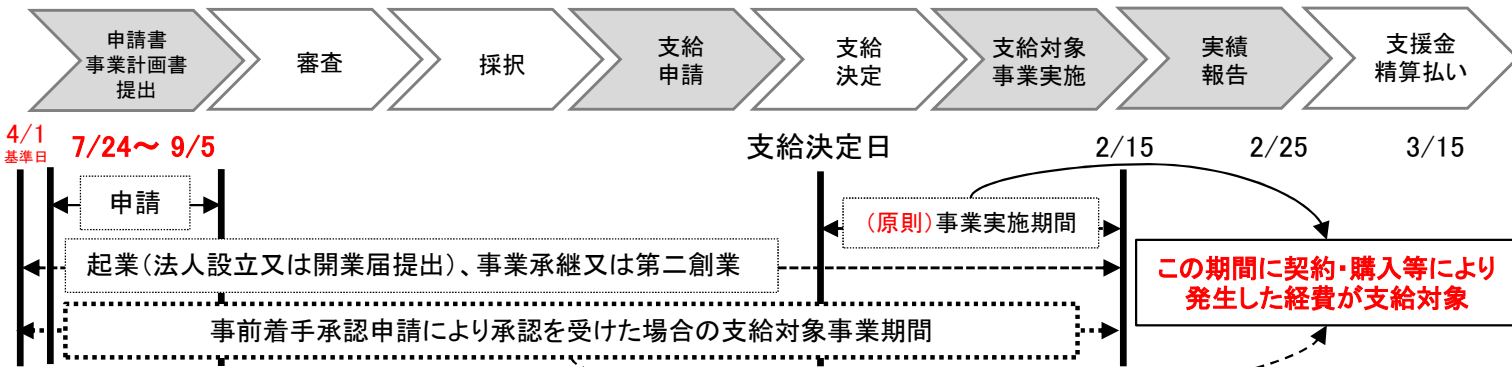 申請書
事業計画書
提出
審査
採択
支給
申請
支給
決定
支給対象
事業実施
実績
報告
支援金
精算払い
4/1
基準日
7/24～ 9/5
支給決定日
2/15
2/25
3/15
申請
(原則)事業実施期間
起業(法人設立又は開業届提出)、事業承継又は第二創業
この期間に契約・購入等により
発生した経費が支給対象
事前着手承認申請により承認を受けた場合の支給対象事業期間